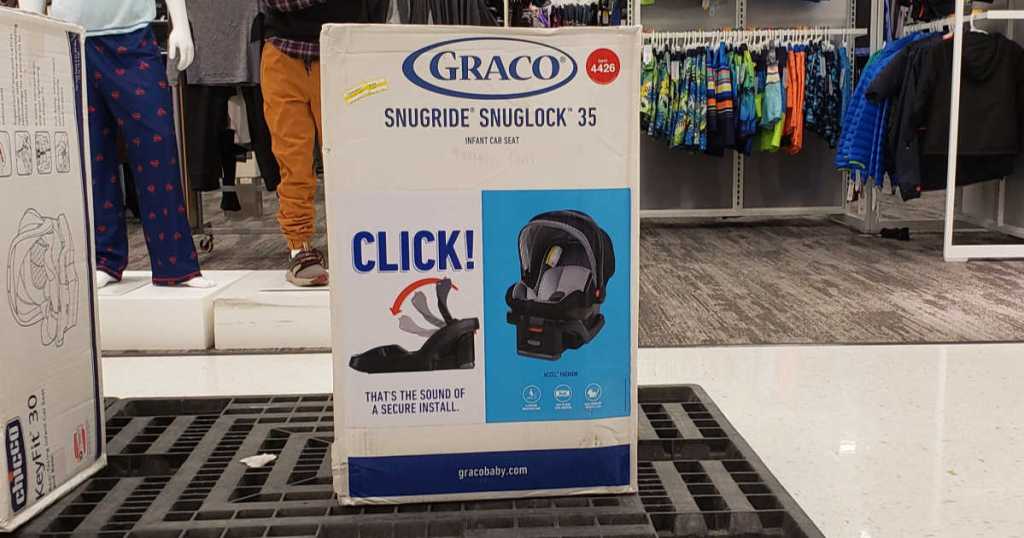 GRACO®
4426
SNUGRIDE® SNUGLOCK™ 35
INFANT CAR SEAT
CLICK!
THAT'S THE SOUND OF
A SECURE INSTALL.
gracobaby.com
chicco
KeyFit® 30